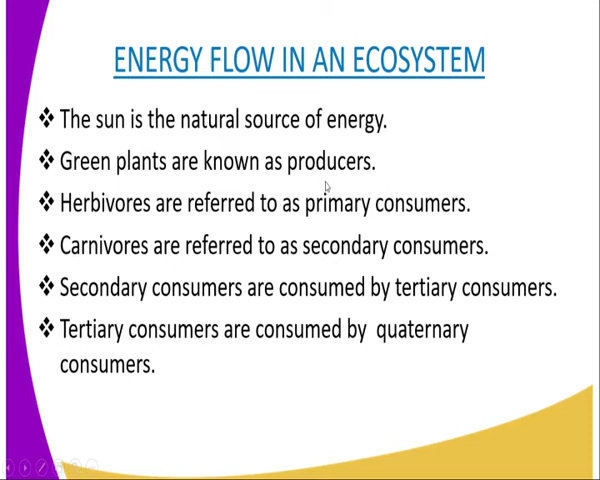 ENERGY FLOW IN AN ECOSYSTEM
❖ The sun is the natural source of energy.
❖ Green plants are known as producers.
❖ Herbivores are referred to as primary consumers.
❖ Carnivores are referred to as secondary consumers.
❖ Secondary consumers are consumed by tertiary consumers.
❖ Tertiary consumers are consumed by  quaternary
consumers.